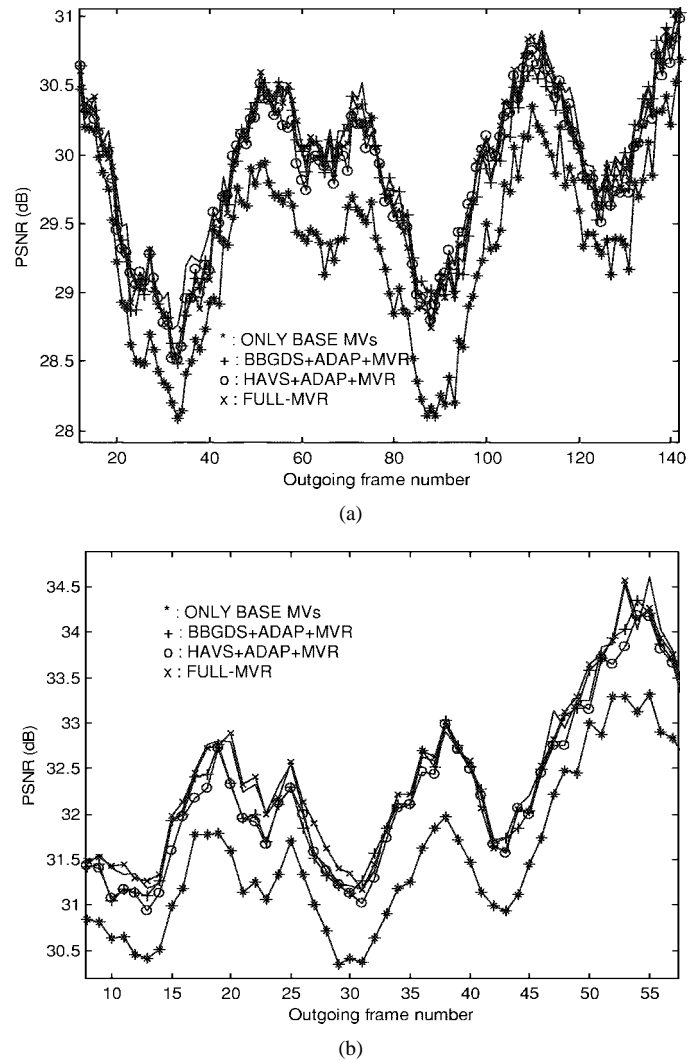 31
30.5
30
29.5
29
28.5
28
PSNR (dB)
* : ONLY BASE MVs
+ : BBGDS+ADAP+MVR
o : HAVS+ADAP+MVR
x : FULL-MVR
20 40 60 80 100 120 140
Outgoing frame number
(a)
34.5
34
33.5
33
32.5
32
31.5
31
30.5
PSNR (dB)
* : ONLY BASE MVs
+ : BBGDS+ADAP+MVR
o : HAVS+ADAP+MVR
x : FULL-MVR
10 15 20 25 30 35 40 45 50 55
Outgoing frame number
(b)